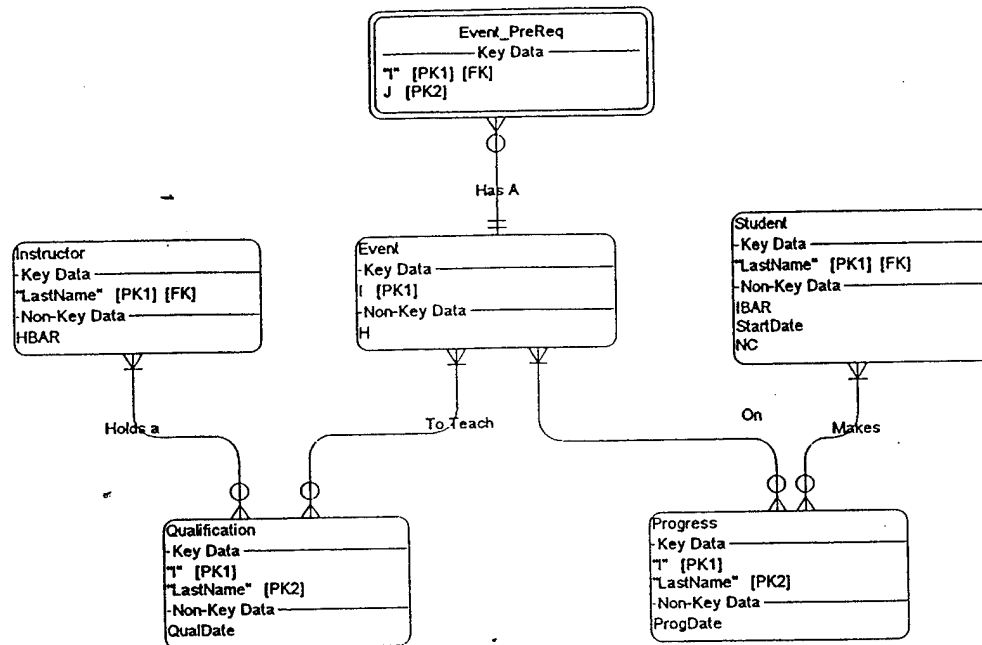 Event_PreReq
Key Data
"I" [PK1] [FK]
J [PK2]
Has A
Instructor
Key Data
"LastName" [PK1] [FK]
Non-Key Data
HBAR
Event
Key Data
I [PK1]
Non-Key Data
H
Student
Key Data
"LastName" [PK1] [FK]
Non-Key Data
IBAR
StartDate
NC
Holds a
To Teach
On
Makes
Qualification
Key Data
"I" [PK1]
"LastName" [PK2]
Non-Key Data
QualDate
Progress
Key Data
"I" [PK1]
"LastName" [PK2]
Non-Key Data
ProgDate